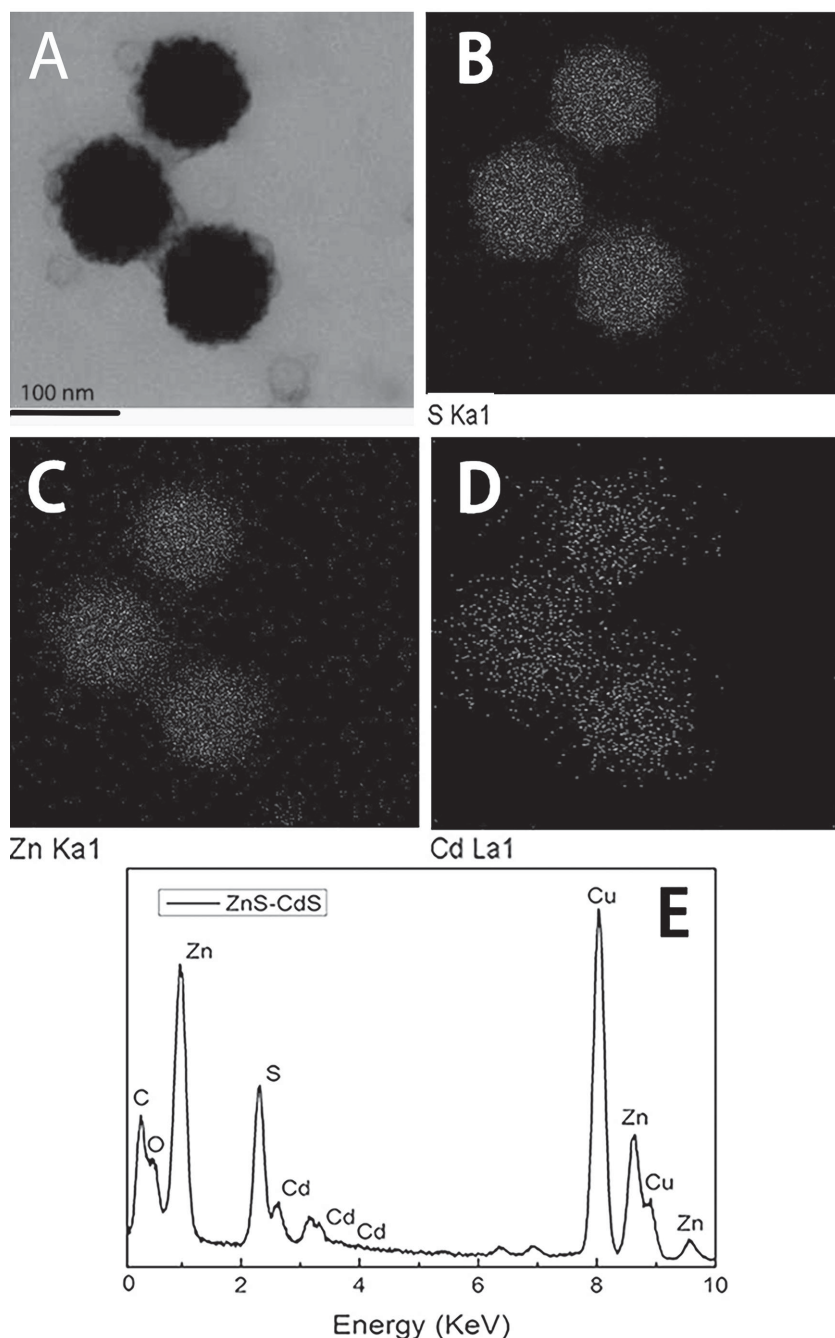 A
B
100 nm
S Ka1
C
D
Zn Ka1
Cd La1
ZnS-CdS
E
Cu
Zn
S
C
O
Zn
Cd
Cu
Cd
Cd
Zn
0 2 4 6 8 10
Energy (KeV)